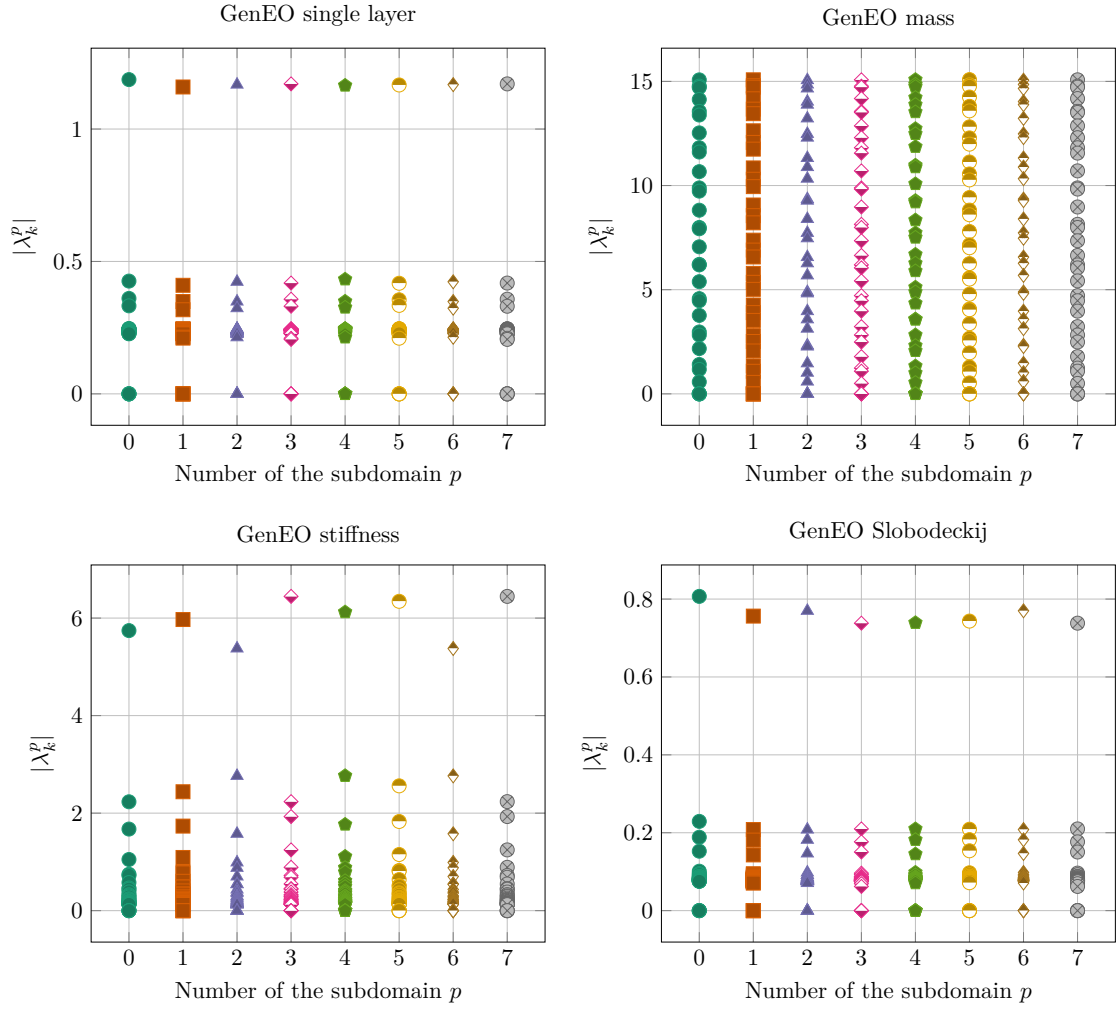 GenEO single layer
1
0.5
0
|λ_k^p|
0 1 2 3 4 5 6 7
Number of the subdomain p
GenEO mass
15
10
5
0
|λ_k^p|
0 1 2 3 4 5 6 7
Number of the subdomain p
GenEO stiffness
6
4
2
0
|λ_k^p|
0 1 2 3 4 5 6 7
Number of the subdomain p
GenEO Slobodeckij
0.8
0.6
0.4
0.2
0
|λ_k^p|
0 1 2 3 4 5 6 7
Number of the subdomain p